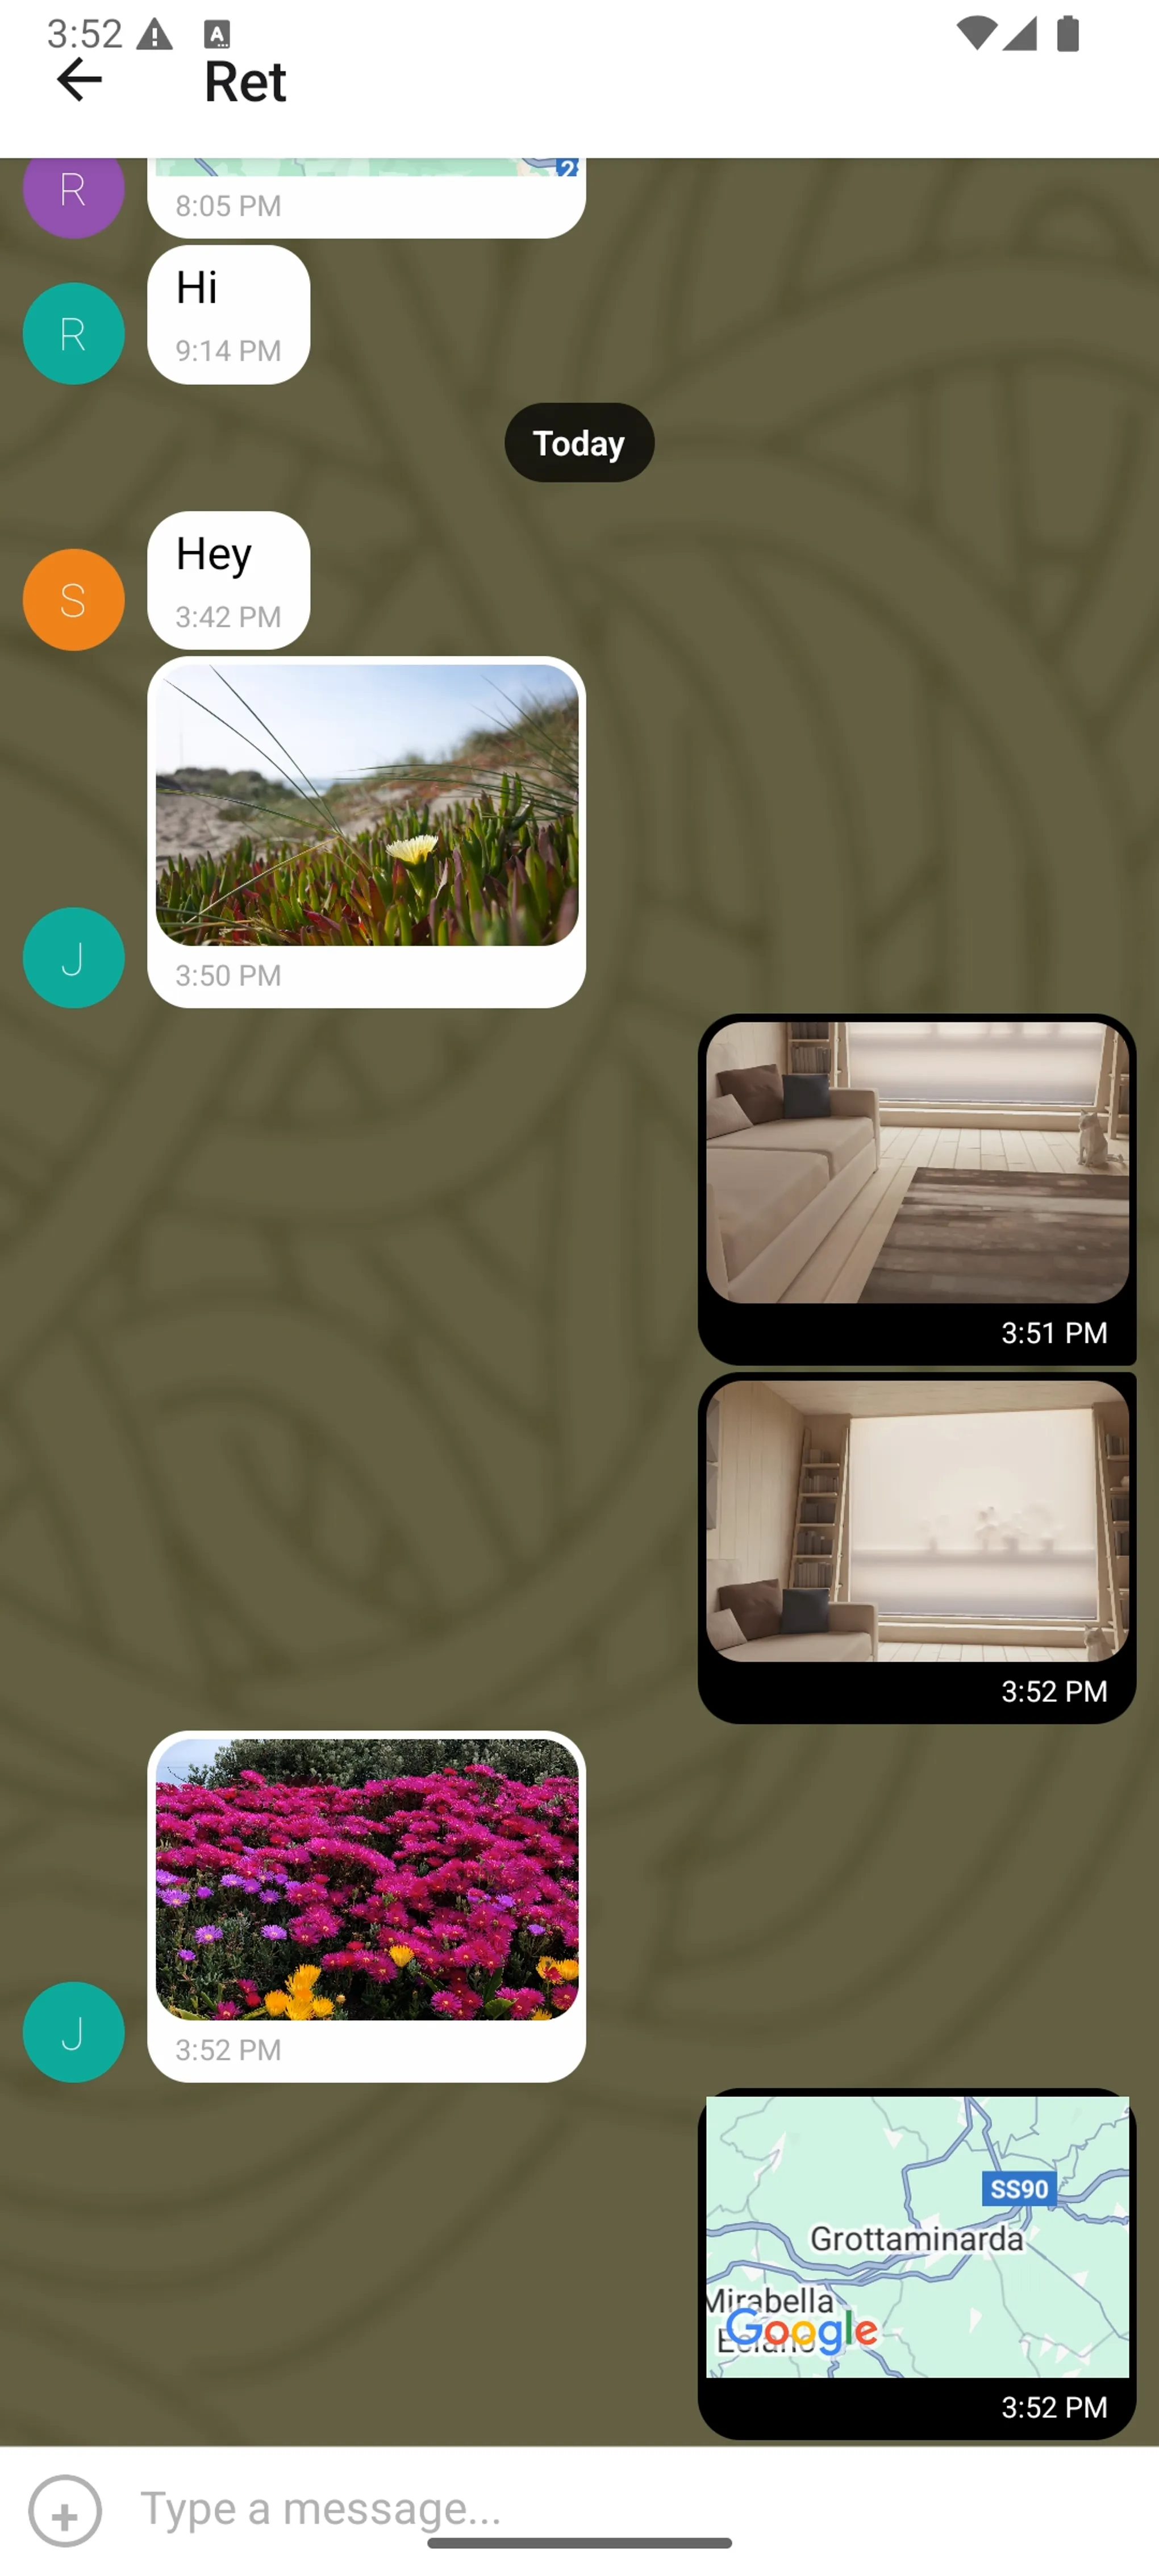 3:52
Ret
2
R
8:05 PM
R
Hi
9:14 PM
Today
S
Hey
3:42 PM
J
3:50 PM
3:51 PM
3:52 PM
J
3:52 PM
SS90
Grottaminarda
Mirabella
Eclano
Google
3:52 PM
Type a message...